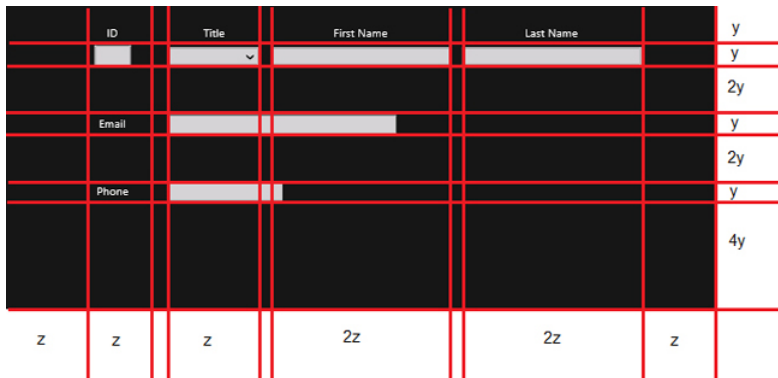 ID Title First Name Last Name y
y
2y
Email y
2y
Phone y
4y
z z z 2z 2z z